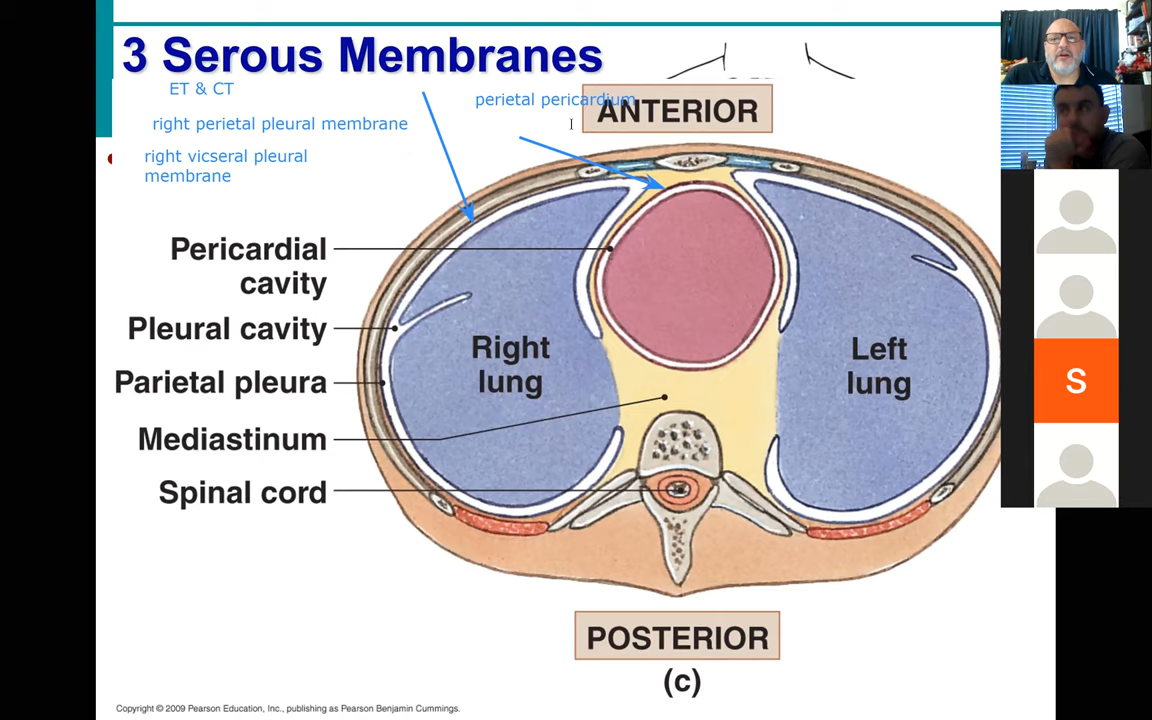 3 Serous Membranes
ET & CT
perietal pericardium
ANTERIOR
right perietal pleural membrane
right vicseral pleural
membrane
Pericardial
cavity
Pleural cavity
Right
lung
Left
lung
Parietal pleura
S
Mediastinum
Spinal cord
POSTERIOR
(c)
Copyright © 2009 Pearson Education, Inc., publishing as Pearson Benjamin Cummings.